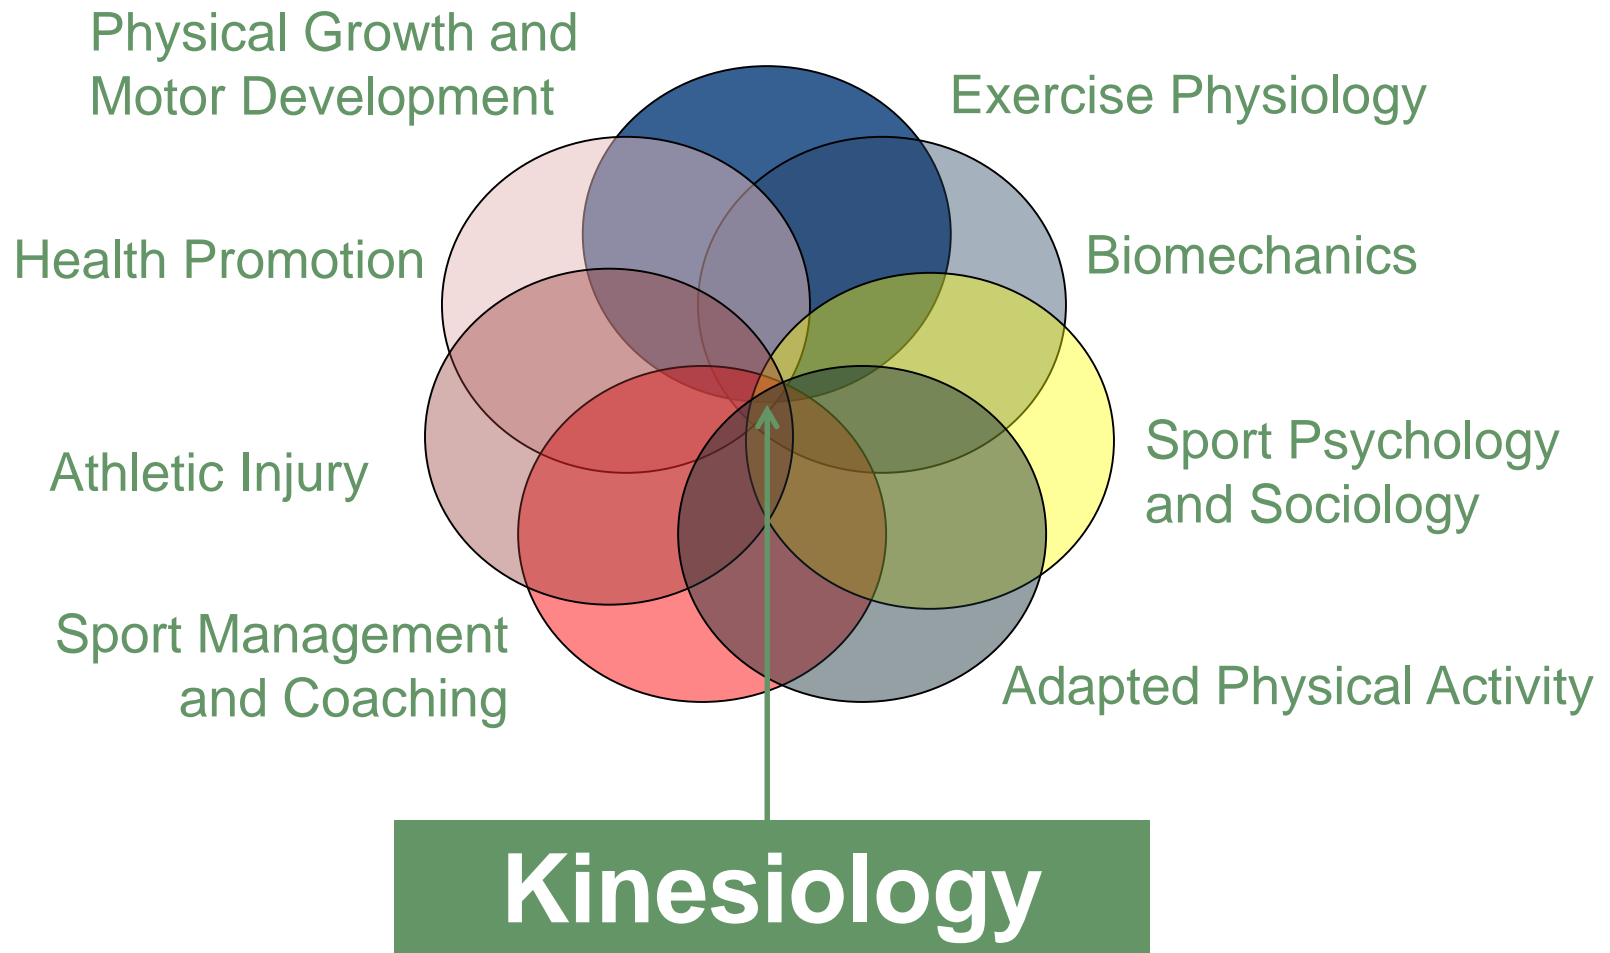 Physical Growth and
Motor Development
Exercise Physiology
Health Promotion
Biomechanics
Athletic Injury
Sport Psychology
and Sociology
Sport Management
and Coaching
Adapted Physical Activity
Kinesiology